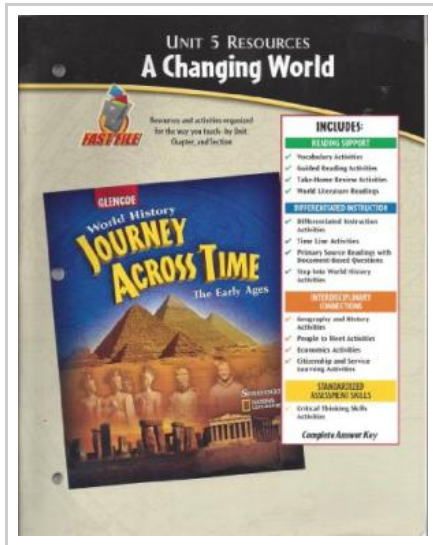 UNIT 5 RESOURCES
A Changing World
FAST FILE
Resources and activities organized
for the way you teach–by Unit
Chapter, and Section
INCLUDES:
READING SUPPORT
✓ Vocabulary Activities
✓ Guided Reading Activities
✓ Take-Home Review Activities
✓ World Literature Readings
DIFFERENTIATED INSTRUCTION
✓ Differentiated Instruction
Activities
✓ Time Line Activities
✓ Primary Source Readings with
Document-Based Questions
✓ Step Into World History
Activities
INTERDISCIPLINARY
CONNECTIONS
✓ Geography and History
Activities
✓ People to Meet Activities
✓ Economics Activities
✓ Citizenship and Service
Learning Activities
STANDARDIZED
ASSESSMENT SKILLS
✓ Critical Thinking Skills
Activities
Complete Answer Key
GLENCOE
World History
JOURNEY
ACROSS TIME
The Early Ages
NATIONAL
GEOGRAPHIC